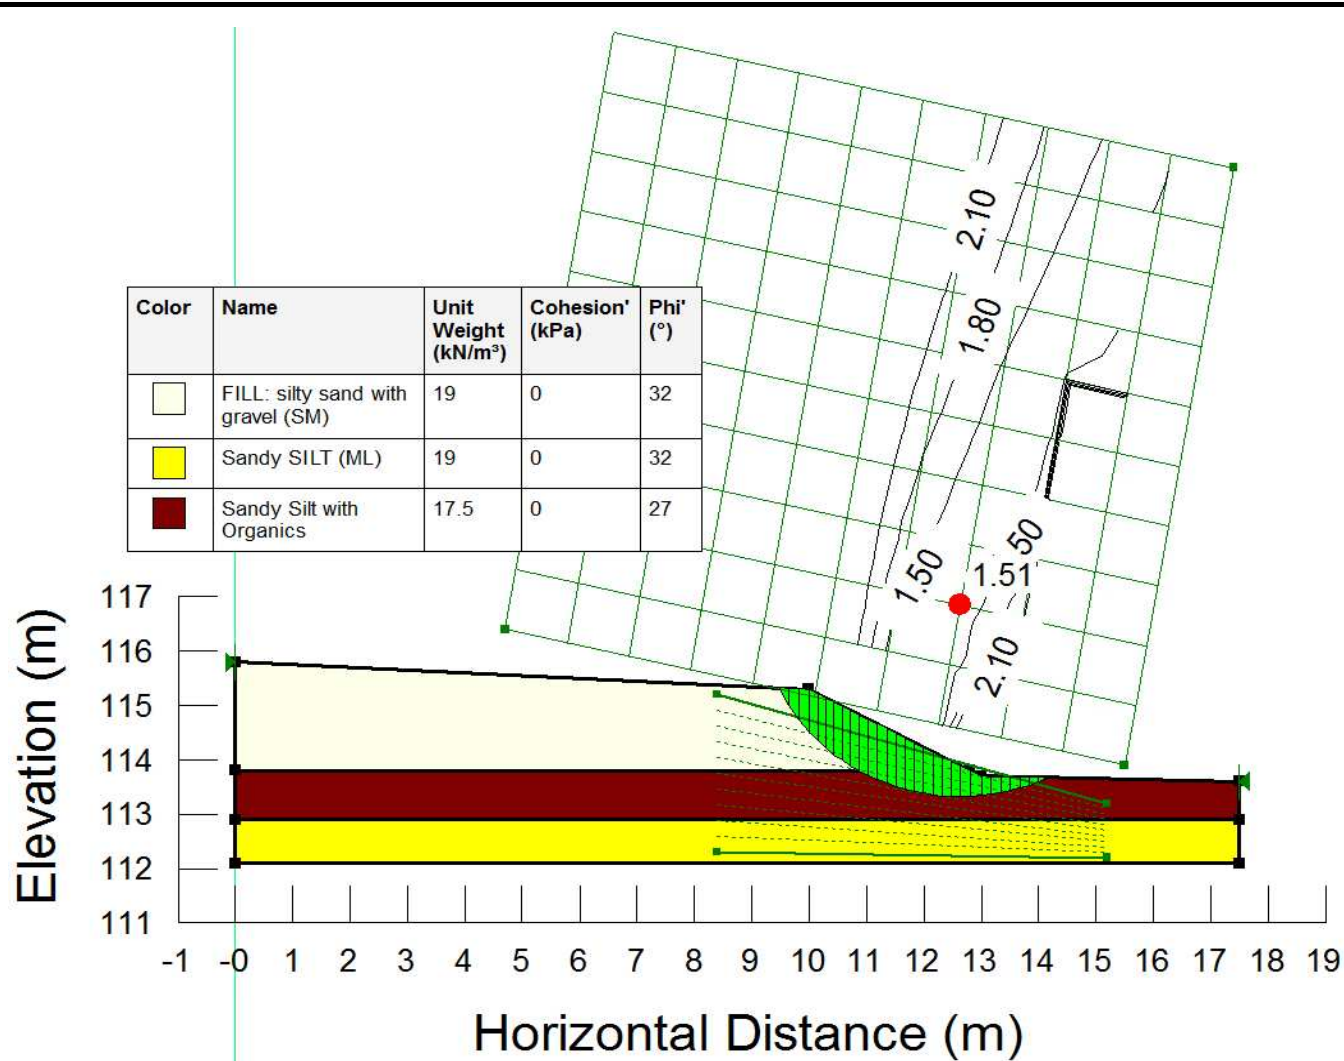 2.10
1.80
Color Name Unit Weight (kN/m³) Cohesion' (kPa) Phi' (°)
FILL: silty sand with gravel (SM) 19 0 32
Sandy SILT (ML) 19 0 32
Sandy Silt with Organics 17.5 0 27
1.50
.50
1.51
2.10
117
116
115
114
113
112
111
Elevation (m)
-1 -0 1 2 3 4 5 6 7 8 9 10 11 12 13 14 15 16 17 18 19
Horizontal Distance (m)